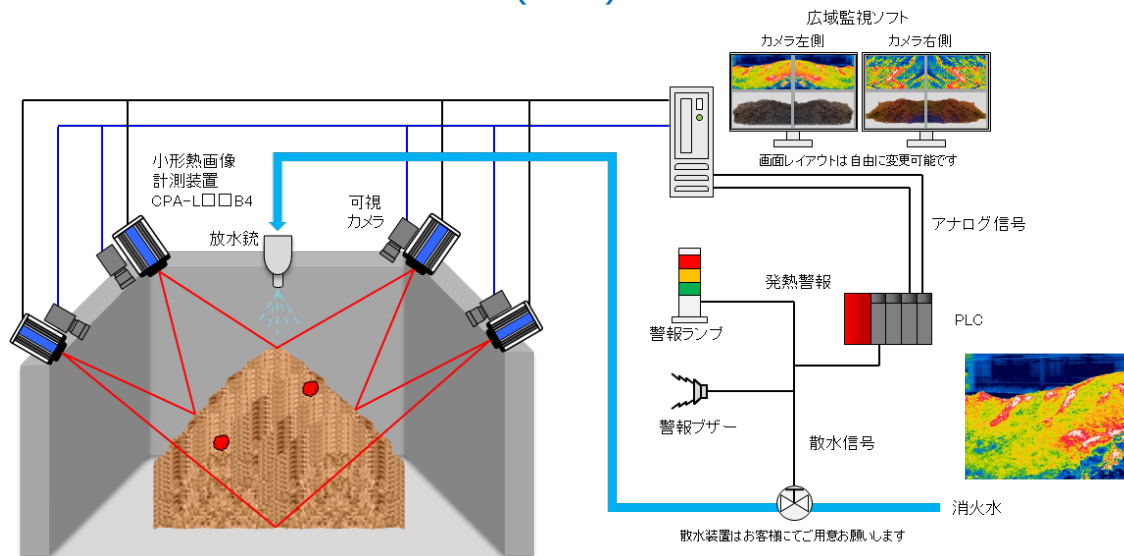 広域監視ソフト
カメラ左側
カメラ右側
画面レイアウトは自由に変更可能です
小形熱画像
計測装置
CPA-L□□B4
放水銃
可視
カメラ
アナログ信号
発熱警報
PLC
警報ランプ
警報ブザー
散水信号
消火水
散水装置はお客様にてご用意お願いします